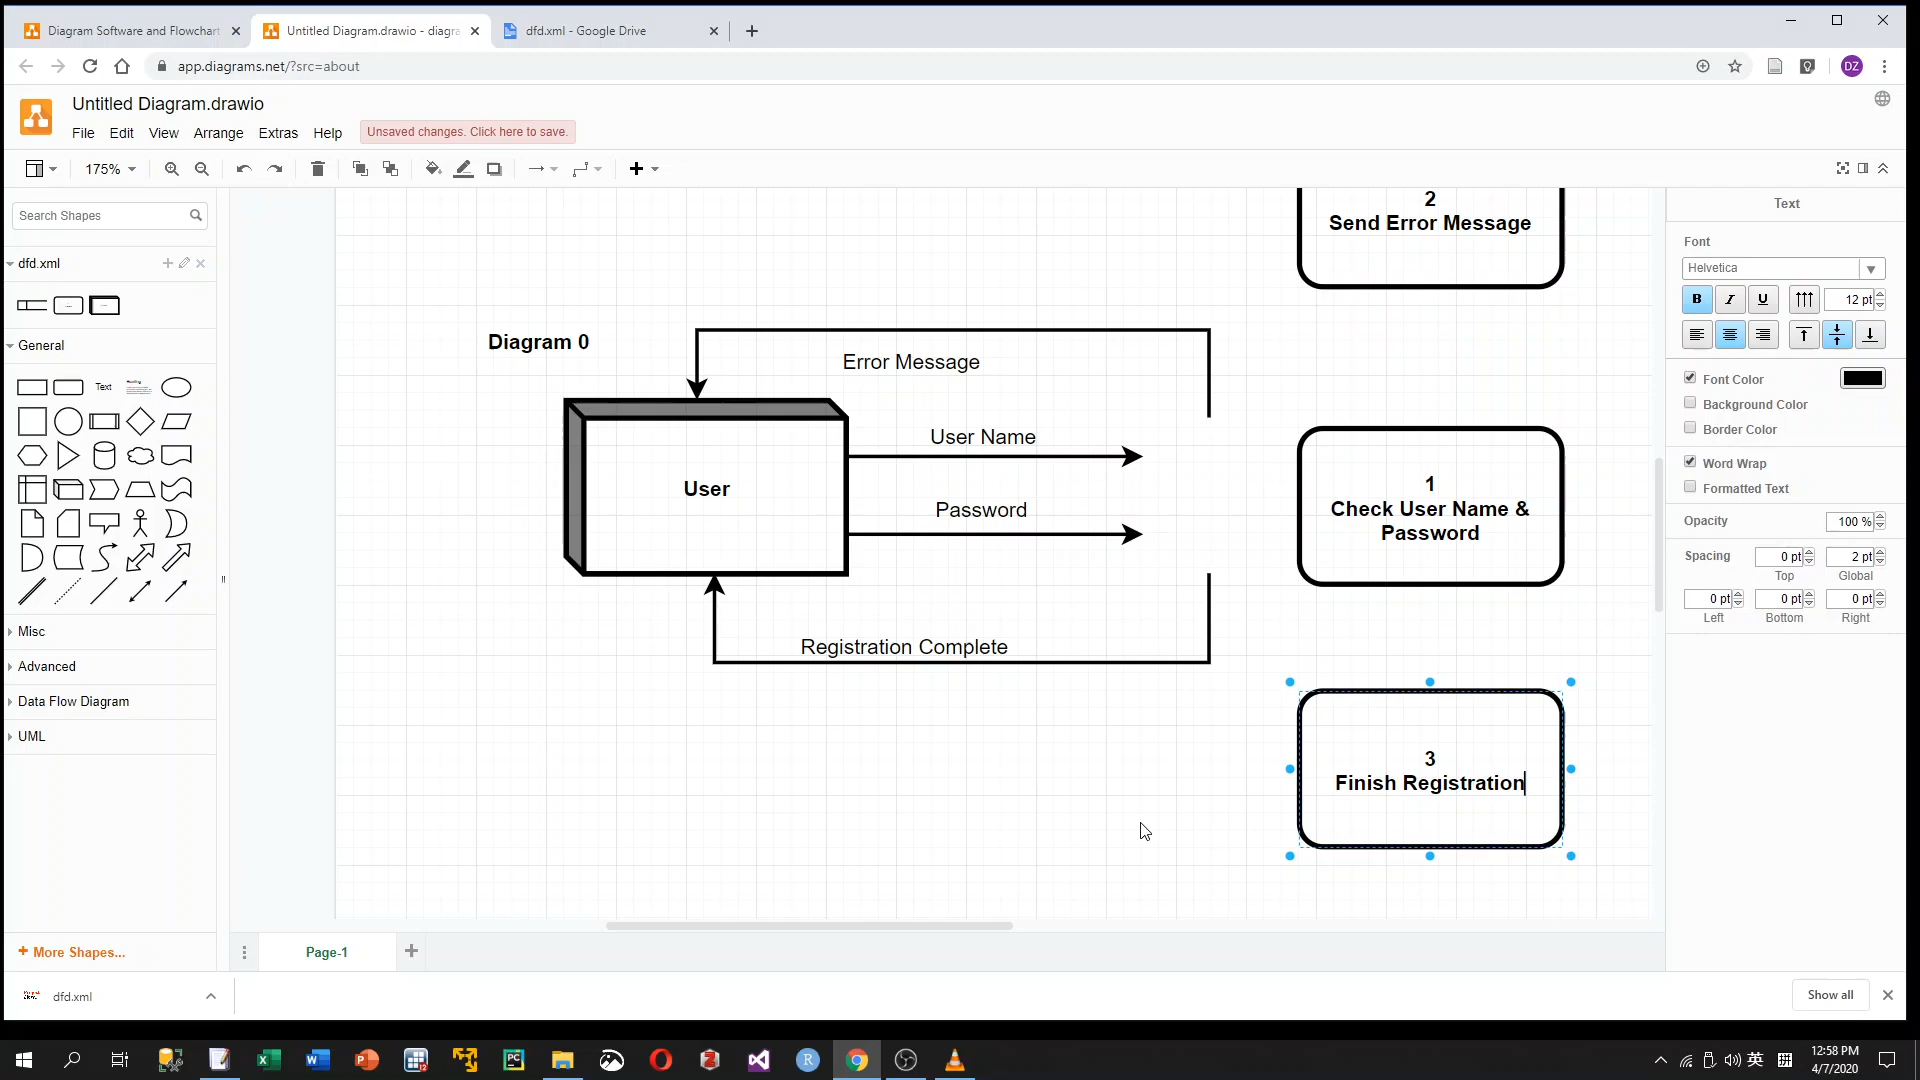 Diagram Software and Flowchart
Untitled Diagram.drawio - diagra
dfd.xml - Google Drive
app.diagrams.net/?src=about
DZ
Untitled Diagram.drawio
File Edit View Arrange Extras Help
Unsaved changes. Click here to save.
175%
Search Shapes
dfd.xml
General
Text
Heading
Misc
Advanced
Data Flow Diagram
UML
+ More Shapes...
Diagram 0
Error Message
User Name
User
Password
Registration Complete
2
Send Error Message
1
Check User Name &
Password
3
Finish Registration
Text
Font
Helvetica
B I U 12 pt
Font Color
Background Color
Border Color
Word Wrap
Formatted Text
Opacity 100 %
Spacing 0 pt 2 pt
Top Global
0 pt 0 pt 0 pt
Left Bottom Right
Page-1
dfd.xml
Show all
英
拼
12:58 PM
4/7/2020